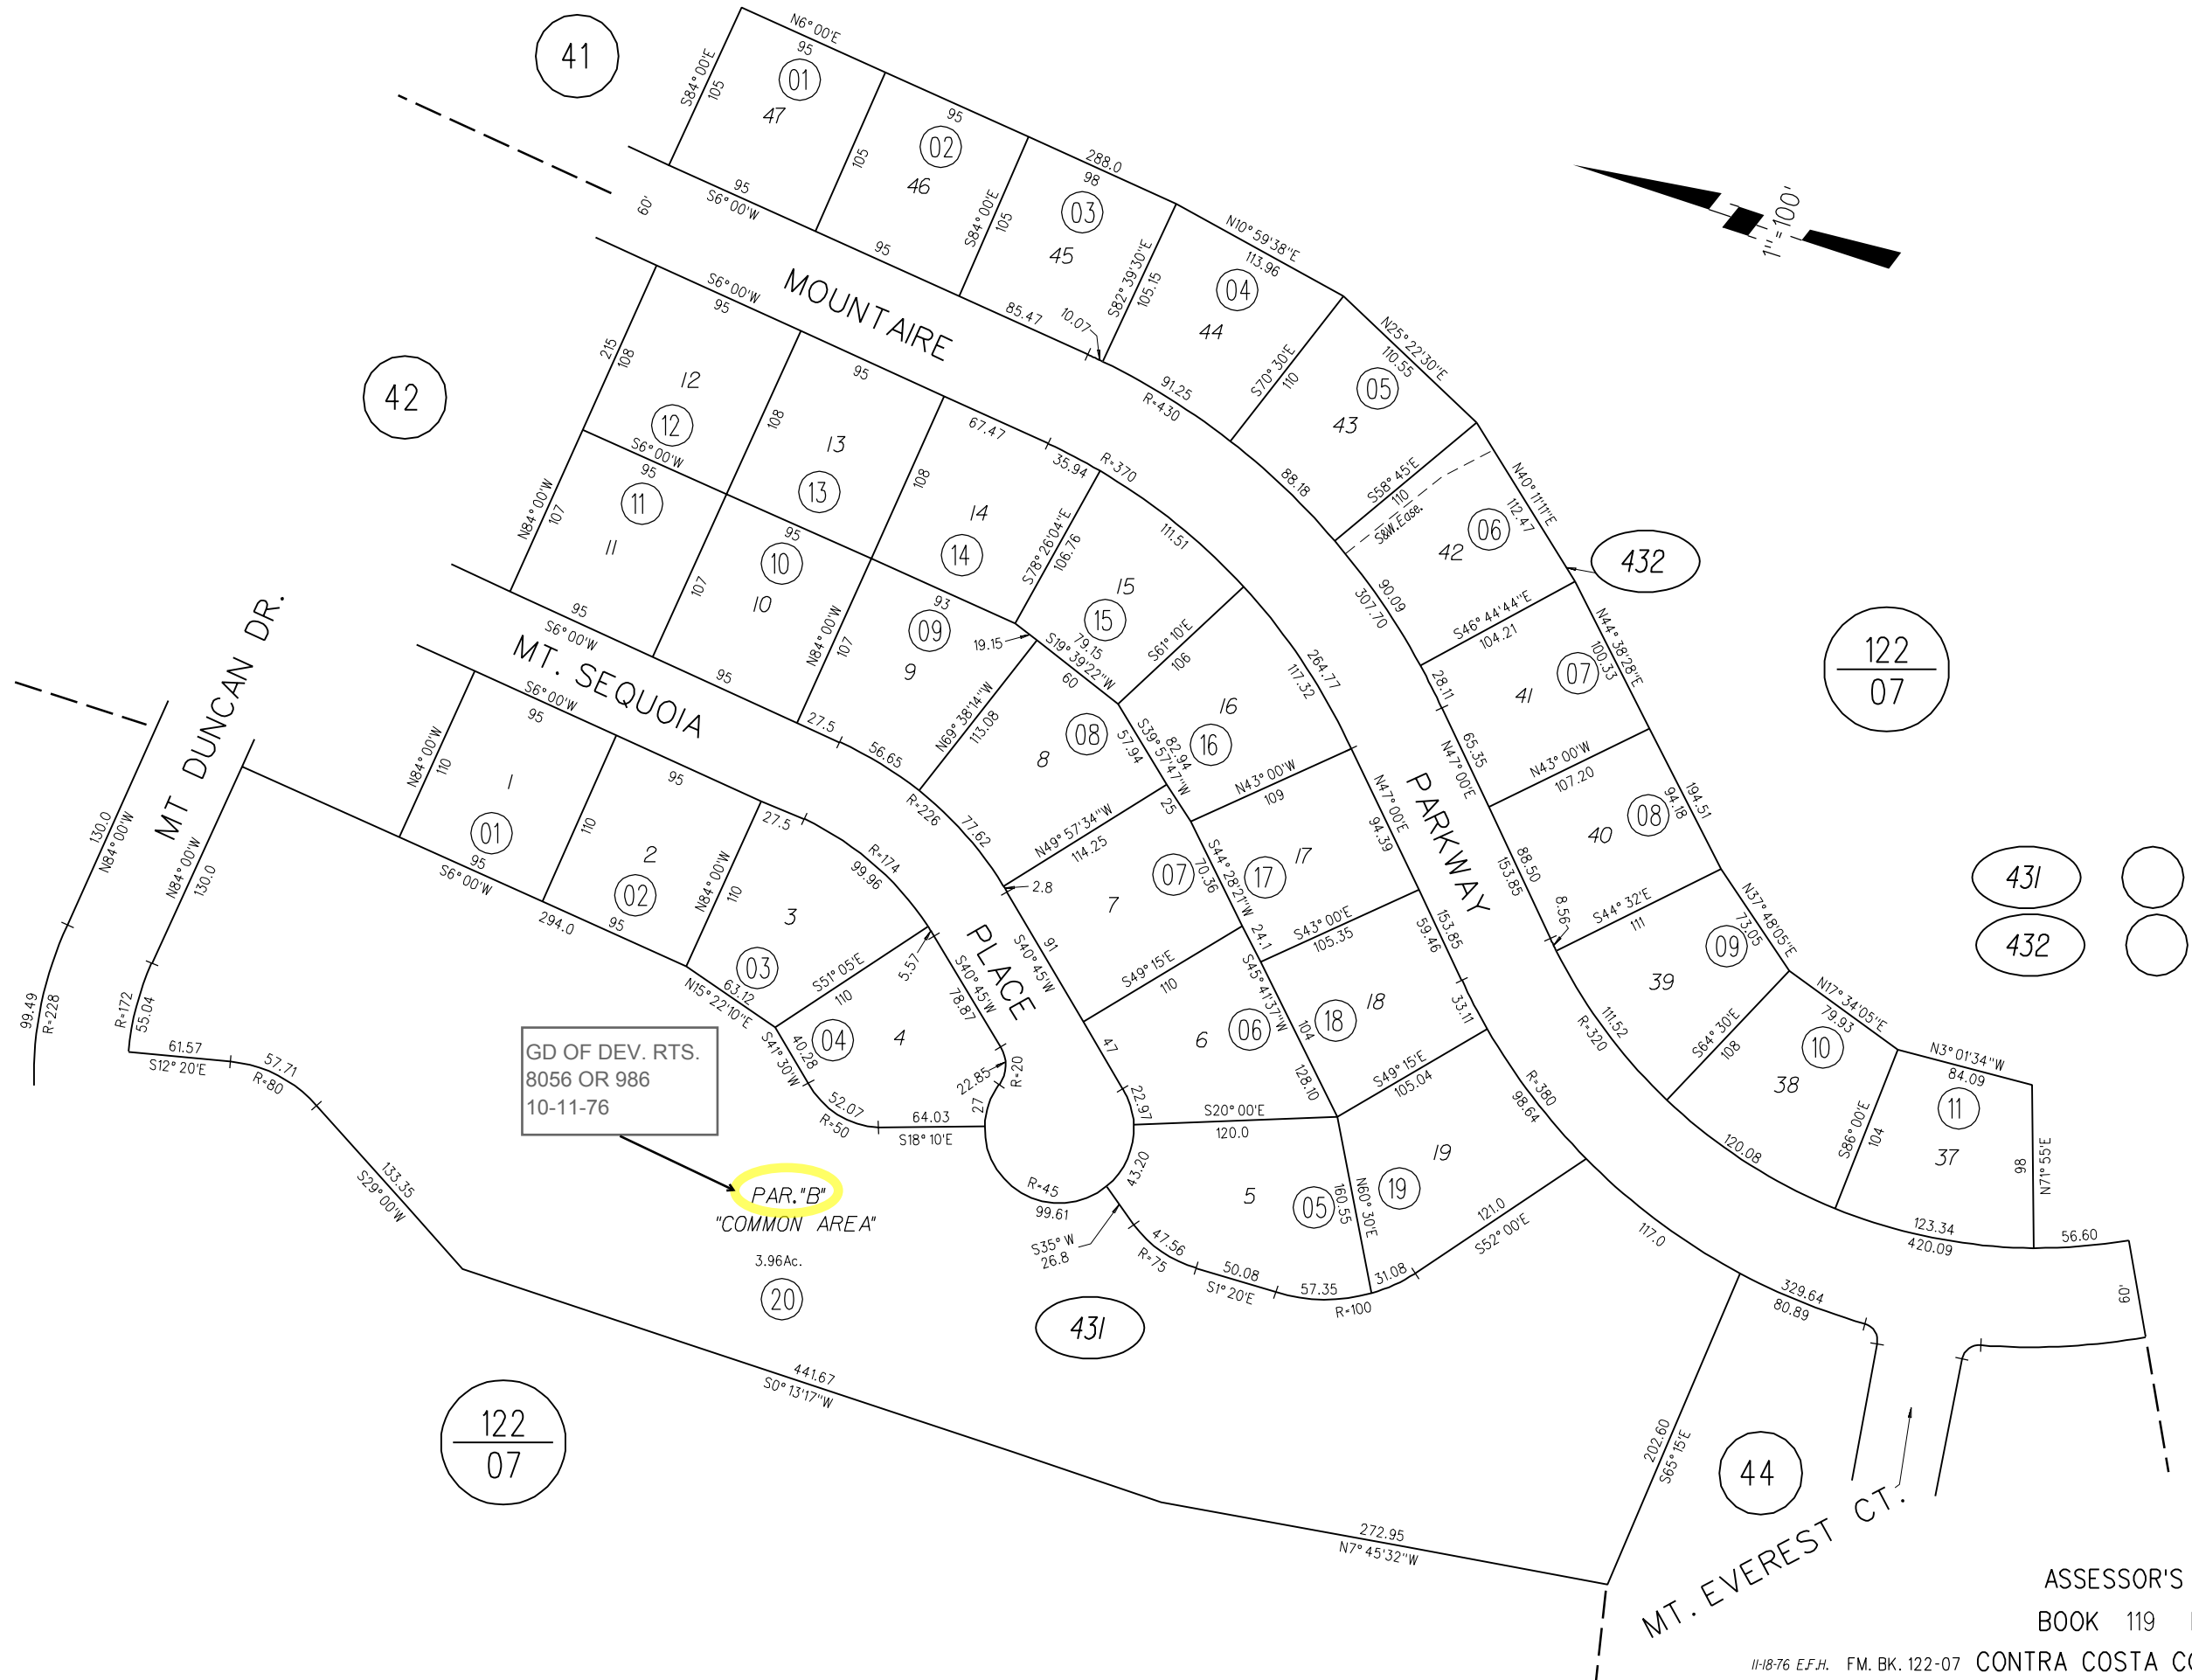 41
N6°00'E
95
01
47
S84°00'E
105
95
S6°00'W
105
95
02
46
95
S84°00'E
105
288.0
98
03
45
85.47
10.07
S82°39'30"E
105.15
N10°59'38"E
113.96
04
44
91.25
R=430
S70°30'E
110
N25°22'30"E
110.55
05
43
88.18
S58°45'E
110
S&W.Ease.
N40°11'11"E
112.47
06
42
90.09
307.70
432
S46°44'44"E
104.21
N44°38'28"E
100.33
07
41
28.11
65.35
N47°00'E
N43°00'W
107.20
194.51
94.18
08
40
88.50
153.85
8.56
S44°32'E
111
N37°48'05"E
73.05
09
39
111.52
R=320
S64°30'E
108
N17°34'05"E
79.93
10
38
120.08
S86°00'E
104
N3°01'34"W
84.09
11
37
98
N71°55'E
123.34
420.09
56.60
60'
1"=100'
122
07
431
432
60'
MOUNTAIRE
PARKWAY
42
S6°00'W
95
215
108
12
12
S6°00'W
95
108
95
13
13
95
108
67.47
35.94
R=370
14
14
93
S78°26'04"E
106.76
111.51
15
15
19.15
S19°39'22"W
79.15
60
S61°10'E
106
264.77
117.32
16
16
S39°57'47"W
82.94
57.94
25
N43°00'W
109
N47°00'E
94.39
17
17
S44°28'21"W
70.36
24.1
S43°00'E
105.35
153.85
59.46
33.11
18
18
S45°41'37"W
104
128.10
S49°15'E
105.04
R=380
98.64
19
19
N60°30'E
160.55
121.0
S52°00'E
31.08
117.0
329.64
80.89
N84°00'W
107
11
11
95
S6°00'W
107
10
10
95
N84°00'W
107
09
9
27.5
56.65
R=226
N69°38'14"W
113.08
08
8
77.62
N49°57'34"W
114.25
2.8
07
7
91
S40°45'W
S49°15'E
110
06
6
47
22.97
S20°00'E
120.0
5
05
43.20
MT. SEQUOIA
PLACE
MT DUNCAN DR.
130.0
N84°00'W
99.49
R=228
N84°00'W
130.0
R=172
55.04
61.57
S12°20'E
57.71
R=80
133.35
S29°00'W
S6°00'W
95
N84°00'W
110
1
01
95
S6°00'W
110
95
2
02
294.0
95
N84°00'W
110
27.5
R=174
99.96
3
03
63.12
N15°22'10"E
S51°05'E
110
5.57
S40°45'W
78.87
4
04
40.28
S41°30'W
52.07
R=50
64.03
S18°10'E
22.85
R=20
27
R=45
99.61
S35°W
26.8
47.56
R=75
50.08
S1°20'E
57.35
R=100
GD OF DEV. RTS.
8056 OR 986
10-11-76
PAR."B"
"COMMON AREA"
3.96Ac.
20
431
441.67
S0°13'17"W
122
07
272.95
N7°45'32"W
202.60
S65°15'E
44
MT. EVEREST CT.
ASSESSOR'S
BOOK 119
11-18-76 E.F.H. FM. BK. 122-07 CONTRA COSTA